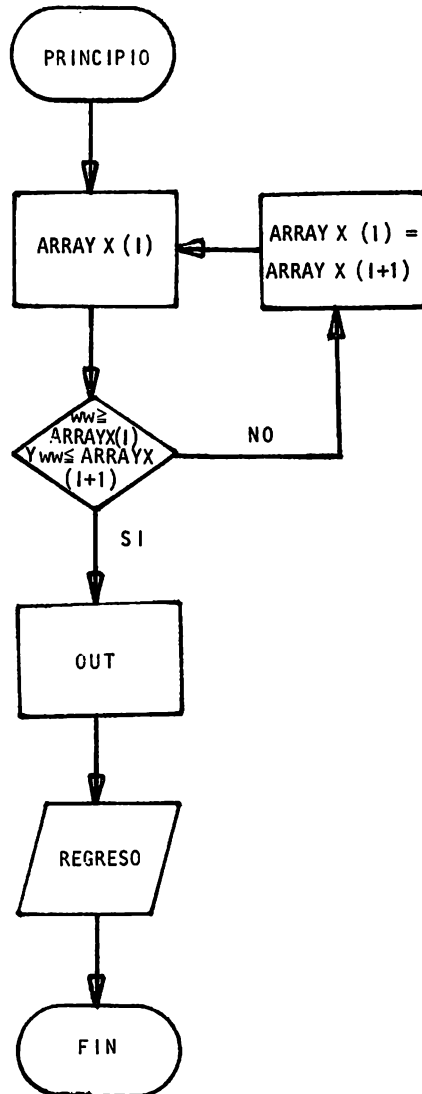 PRINCIPIO
ARRAY X (I)
ARRAY X (I) =
ARRAY X (I+1)
ww≧
ARRAYX(I)
Y ww≦ ARRAYX
(I+1)
NO
SI
OUT
REGRESO
FIN